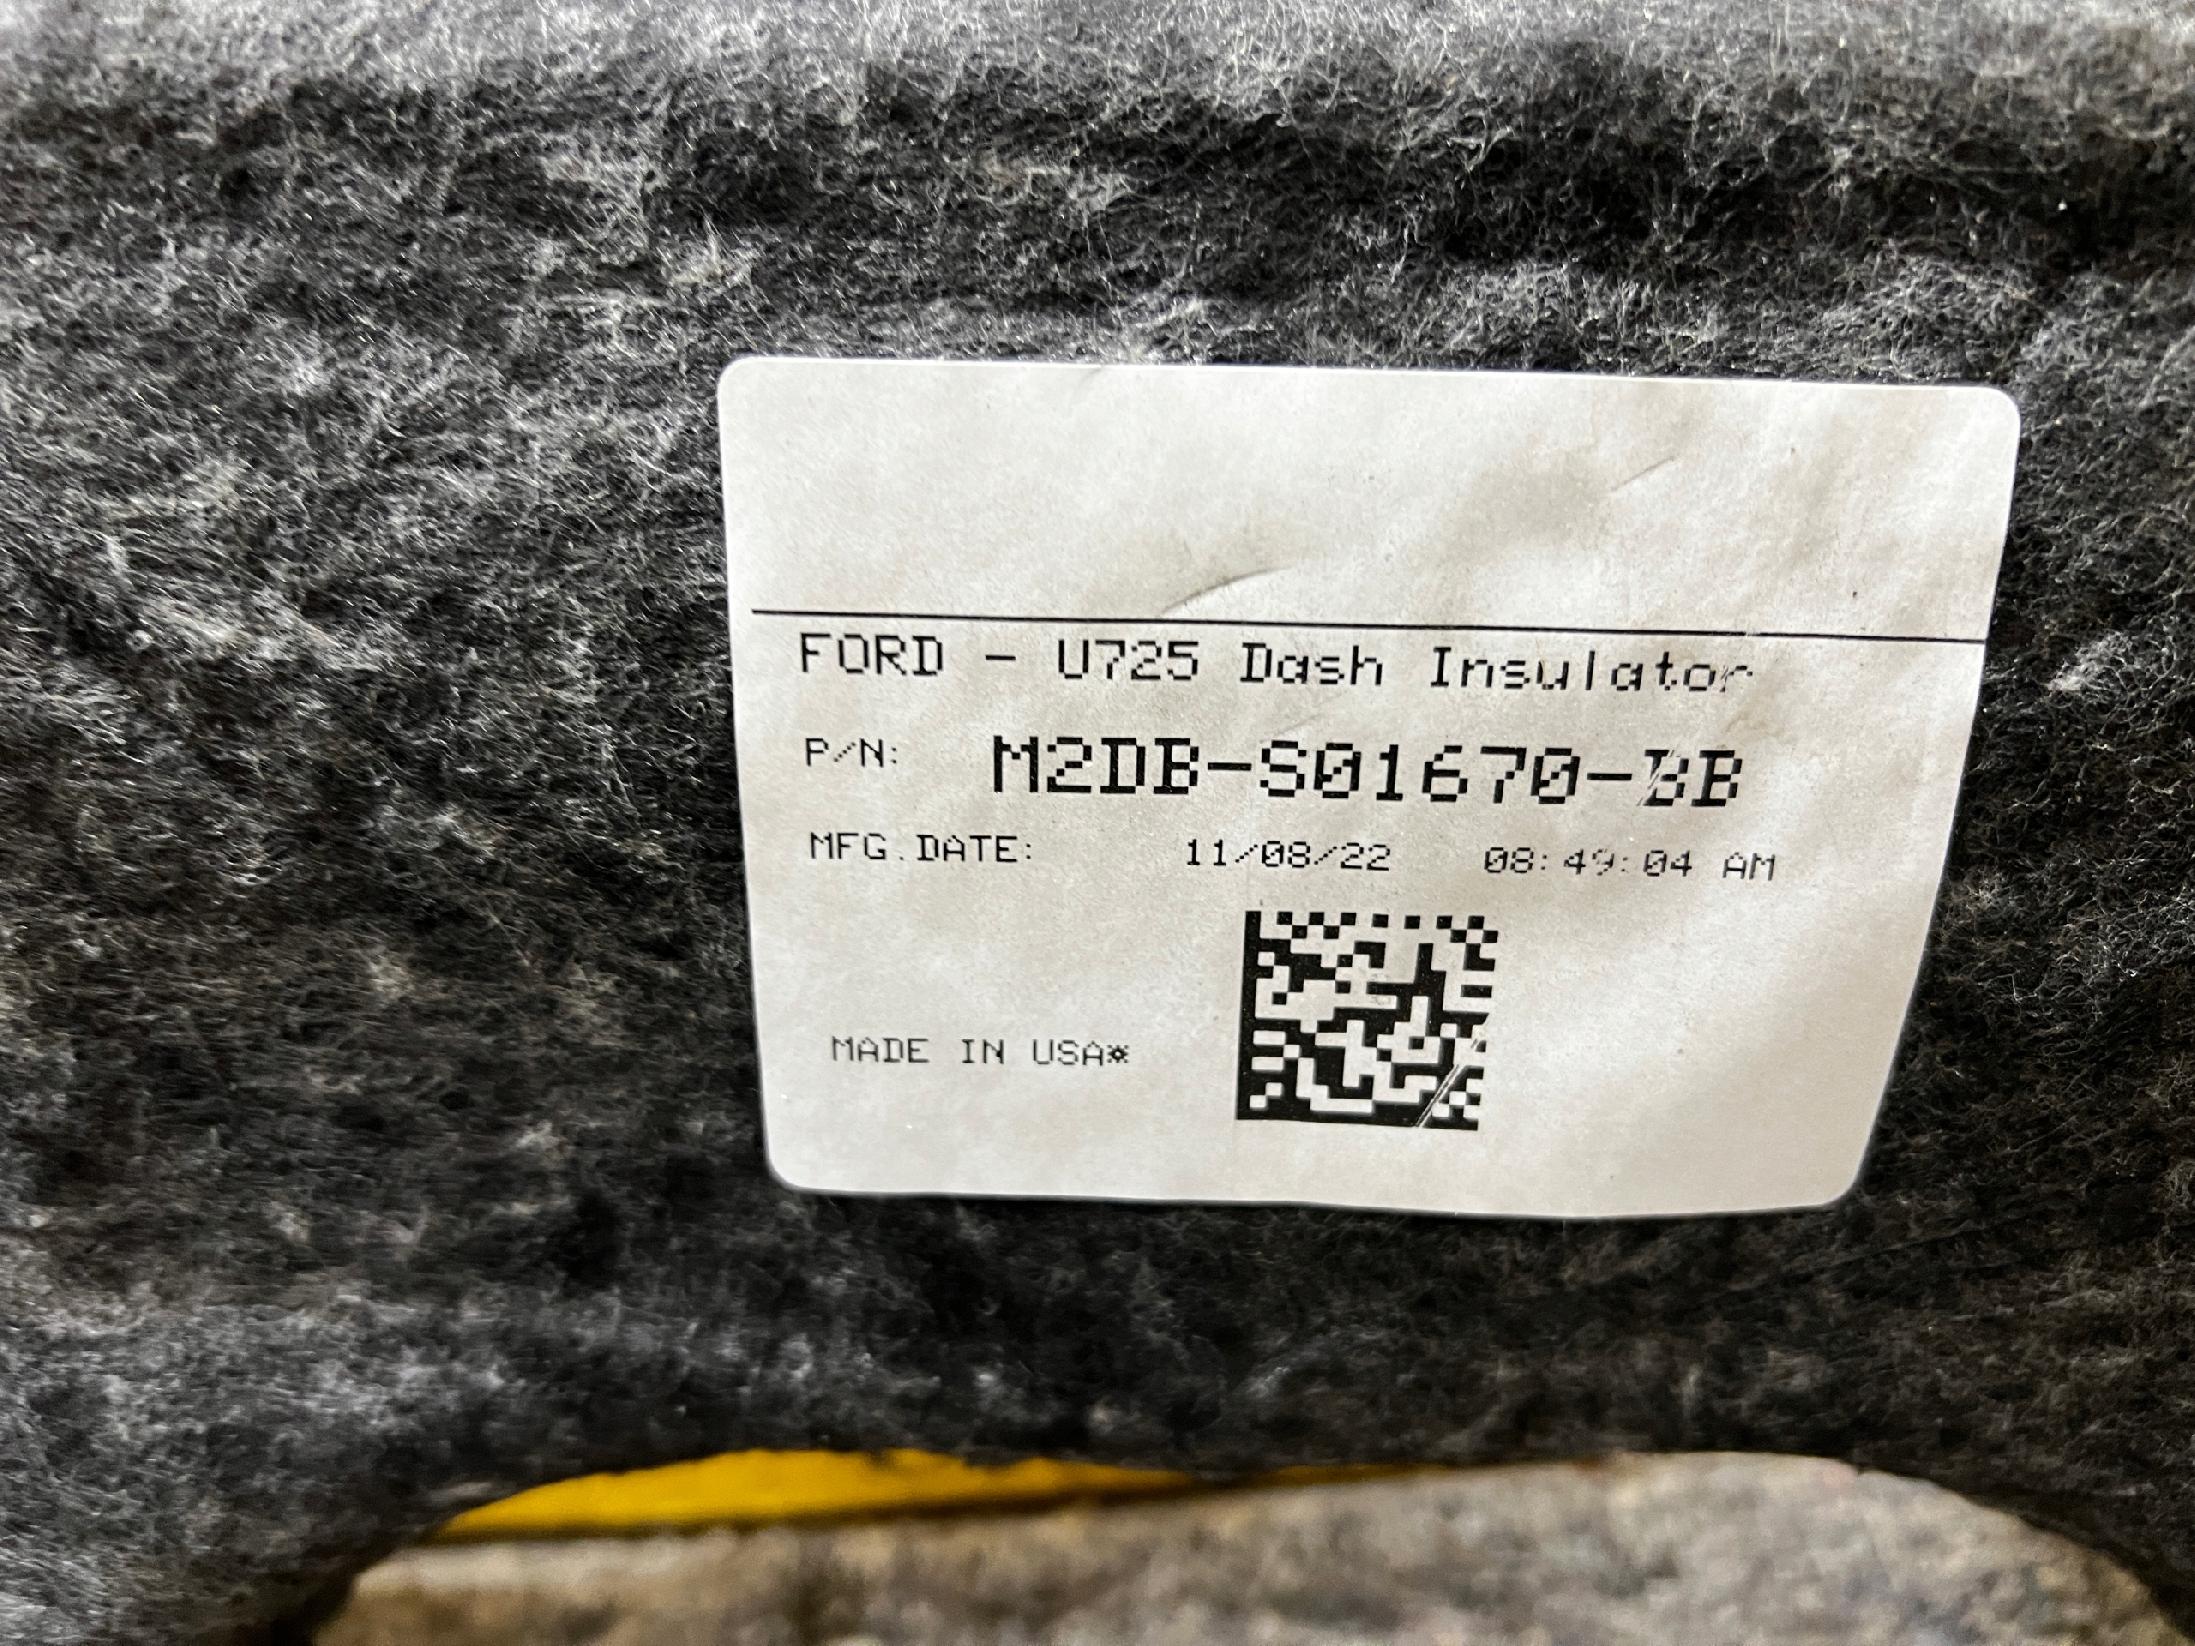 FORD - U725 Dash Insulator
P/N: M2DB-S01670-BB
MFG.DATE: 11/08/22 08:49:04 AM
MADE IN USA*